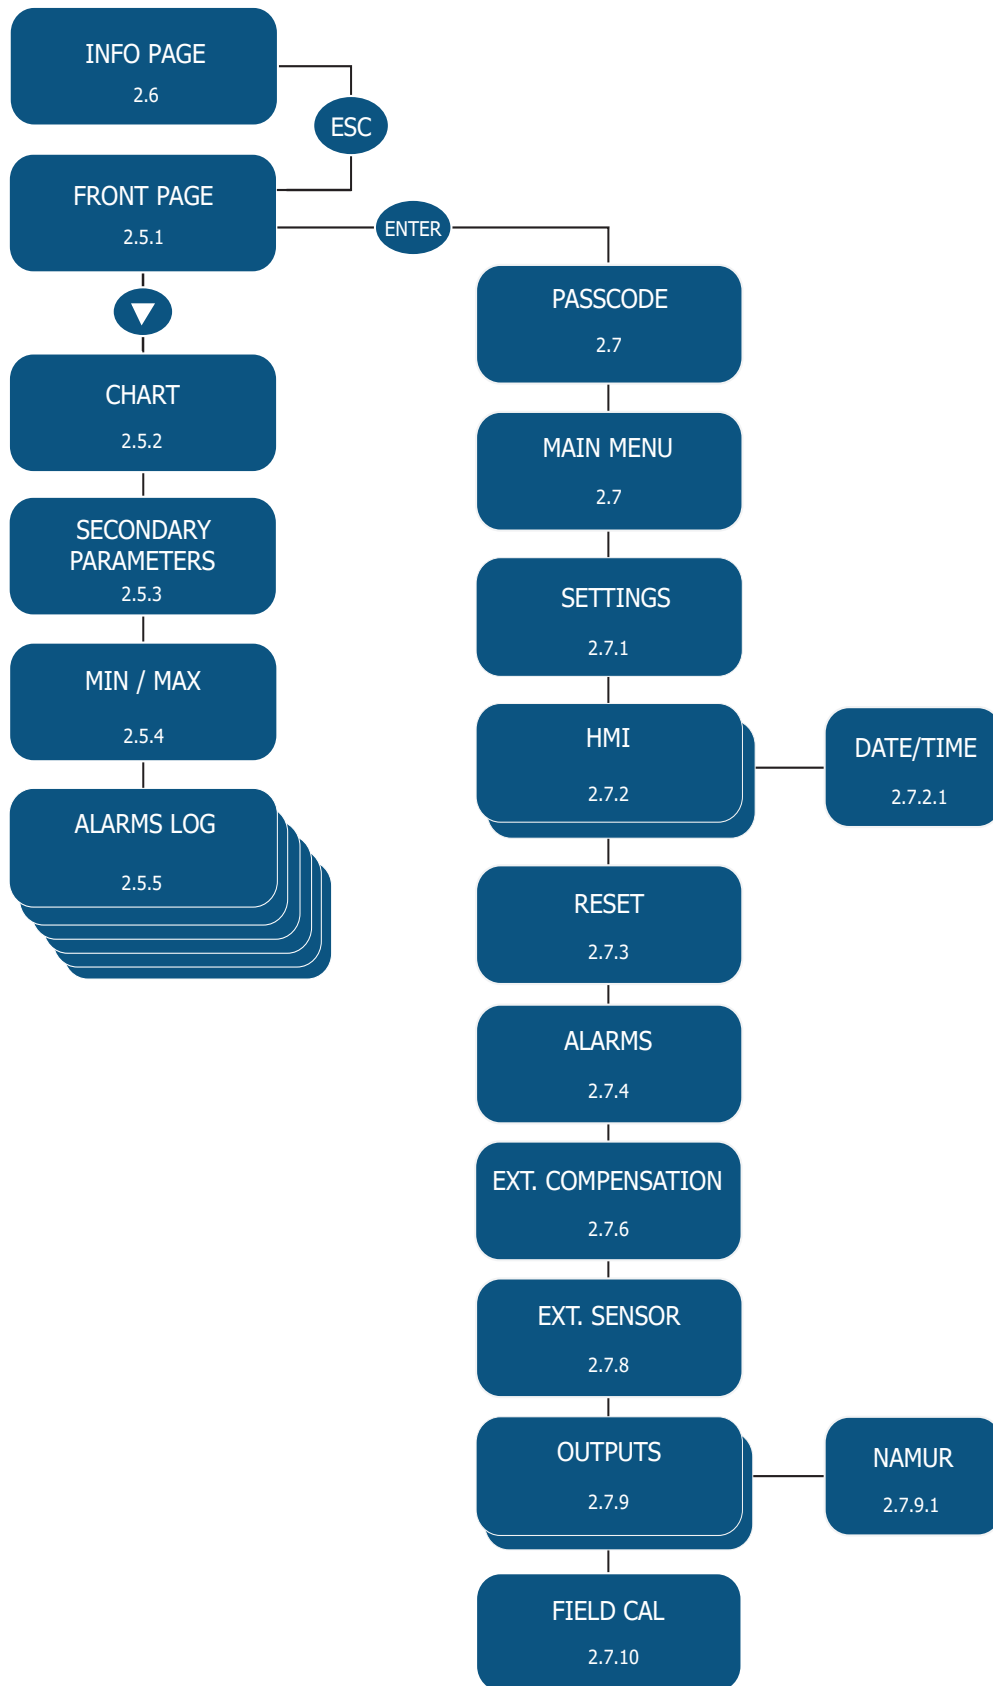 INFO PAGE
2.6
ESC
FRONT PAGE
2.5.1
ENTER
CHART
2.5.2
SECONDARY
PARAMETERS
2.5.3
MIN / MAX
2.5.4
ALARMS LOG
2.5.5
PASSCODE
2.7
MAIN MENU
2.7
SETTINGS
2.7.1
HMI
2.7.2
DATE/TIME
2.7.2.1
RESET
2.7.3
ALARMS
2.7.4
EXT. COMPENSATION
2.7.6
EXT. SENSOR
2.7.8
OUTPUTS
2.7.9
NAMUR
2.7.9.1
FIELD CAL
2.7.10